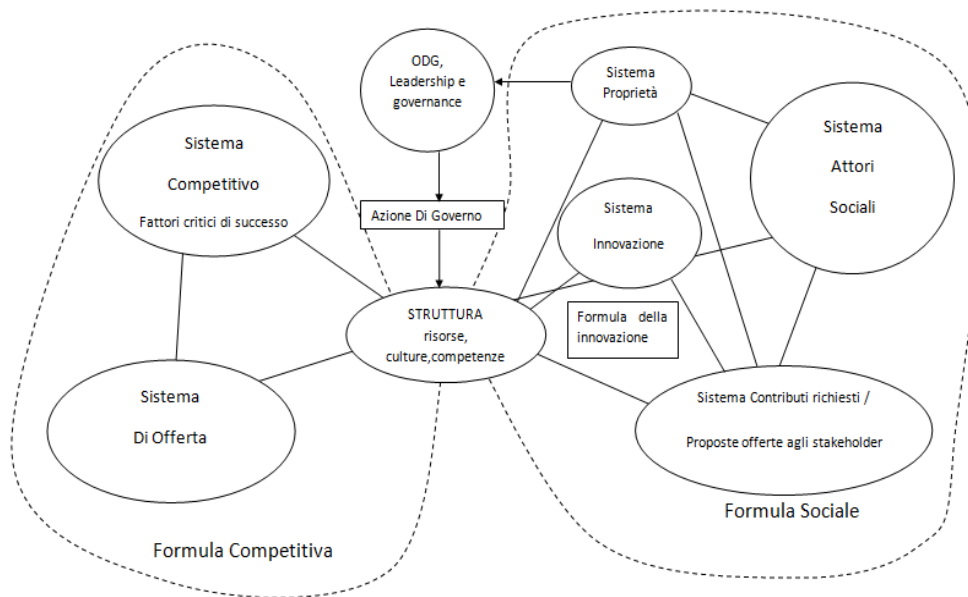 ODG,
Leadership e
governance
Sistema
Proprietà
Sistema
Attori
Sociali
Sistema
Competitivo
Fattori critici di successo
Azione Di Governo
Sistema
Innovazione
STRUTTURA
risorse,
culture,competenze
Formula della
innovazione
Sistema
Di Offerta
Sistema Contributi richiesti /
Proposte offerte agli stakeholder
Formula Sociale
Formula Competitiva